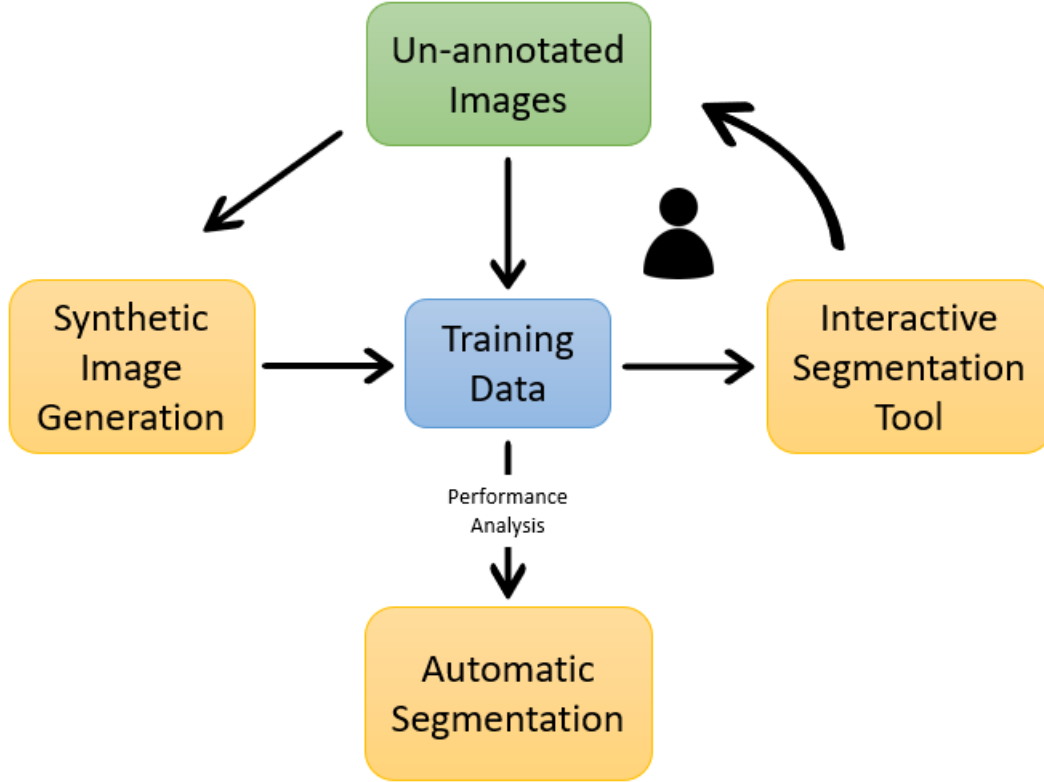 Un-annotated
Images
Synthetic
Image
Generation
Training
Data
Interactive
Segmentation
Tool
Performance
Analysis
Automatic
Segmentation